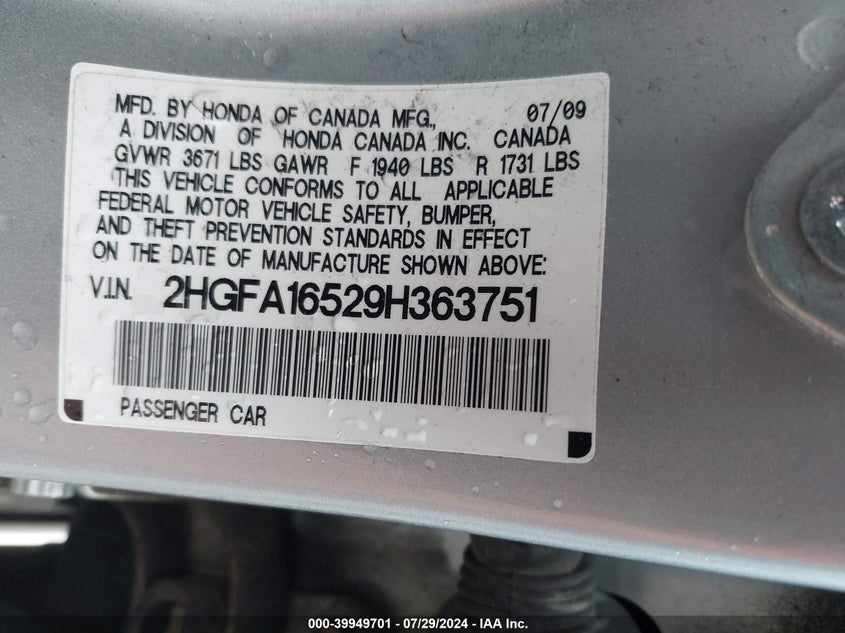 MFD. BY HONDA OF CANADA MFG., 07/09
A DIVISION OF HONDA CANADA INC. CANADA
GVWR 3671 LBS GAWR F 1940 LBS R 1731 LBS
THIS VEHICLE CONFORMS TO ALL APPLICABLE
FEDERAL MOTOR VEHICLE SAFETY, BUMPER,
AND THEFT PREVENTION STANDARDS IN EFFECT
ON THE DATE OF MANUFACTURE SHOWN ABOVE:
V.I.N. 2HGFA16529H363751
PASSENGER CAR
000-39949701 / 07/29/2024 - IAA Inc.